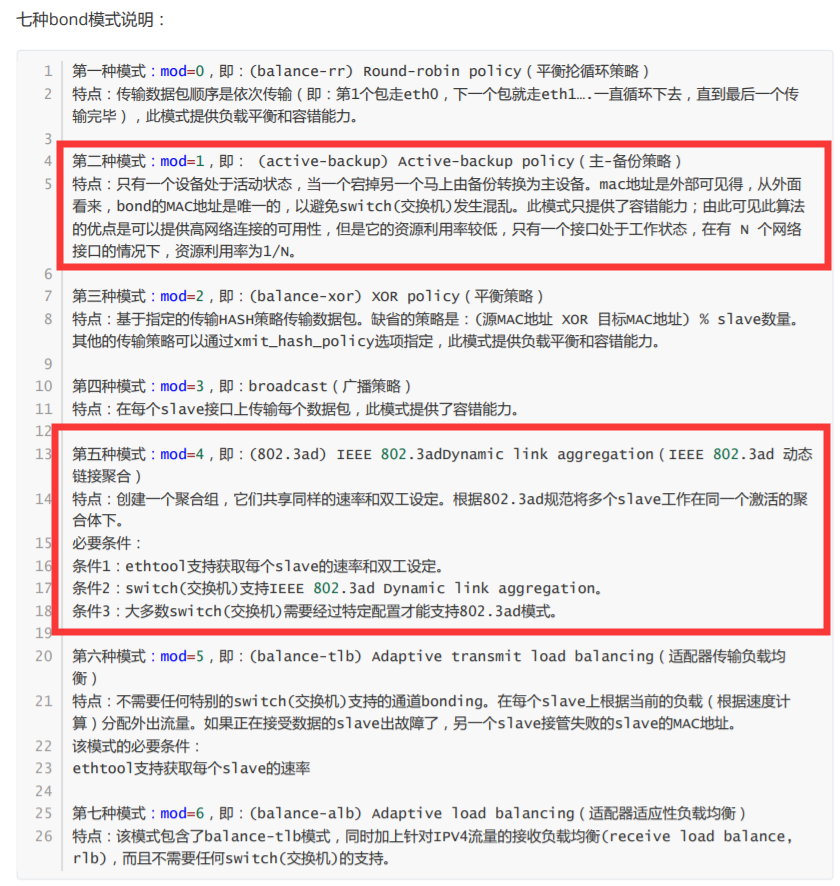 七种bond模式说明：
1 第一种模式：mod=0，即：(balance-rr) Round-robin policy（平衡抡循环策略）
2 特点：传输数据包顺序是依次传输（即：第1个包走eth0，下一个包就走eth1….一直循环下去，直到最后一个传
输完毕），此模式提供负载平衡和容错能力。
3
4 第二种模式：mod=1，即： (active-backup) Active-backup policy（主-备份策略）
5 特点：只有一个设备处于活动状态，当一个宕掉另一个马上由备份转换为主设备。mac地址是外部可见得，从外面
看来，bond的MAC地址是唯一的，以避免switch(交换机)发生混乱。此模式只提供了容错能力；由此可见此算法
的优点是可以提供高网络连接的可用性，但是它的资源利用率较低，只有一个接口处于工作状态，在有 N 个网络
接口的情况下，资源利用率为1/N。
6
7 第三种模式：mod=2，即：(balance-xor) XOR policy（平衡策略）
8 特点：基于指定的传输HASH策略传输数据包。缺省的策略是：(源MAC地址 XOR 目标MAC地址) % slave数量。
其他的传输策略可以通过xmit_hash_policy选项指定，此模式提供负载平衡和容错能力。
9
10 第四种模式：mod=3，即：broadcast（广播策略）
11 特点：在每个slave接口上传输每个数据包，此模式提供了容错能力。
12
13 第五种模式：mod=4，即：(802.3ad) IEEE 802.3adDynamic link aggregation（IEEE 802.3ad 动态
链接聚合）
14 特点：创建一个聚合组，它们共享同样的速率和双工设定。根据802.3ad规范将多个slave工作在同一个激活的聚
合体下。
15 必要条件：
16 条件1：ethtool支持获取每个slave的速率和双工设定。
17 条件2：switch(交换机)支持IEEE 802.3ad Dynamic link aggregation。
18 条件3：大多数switch(交换机)需要经过特定配置才能支持802.3ad模式。
19
20 第六种模式：mod=5，即：(balance-tlb) Adaptive transmit load balancing（适配器传输负载均
衡）
21 特点：不需要任何特别的switch(交换机)支持的通道bonding。在每个slave上根据当前的负载（根据速度计
算）分配外出流量。如果正在接受数据的slave出故障了，另一个slave接管失败的slave的MAC地址。
22 该模式的必要条件：
23 ethtool支持获取每个slave的速率
24
25 第七种模式：mod=6，即：(balance-alb) Adaptive load balancing（适配器适应性负载均衡）
26 特点：该模式包含了balance-tlb模式，同时加上针对IPV4流量的接收负载均衡(receive load balance,
rlb)，而且不需要任何switch(交换机)的支持。